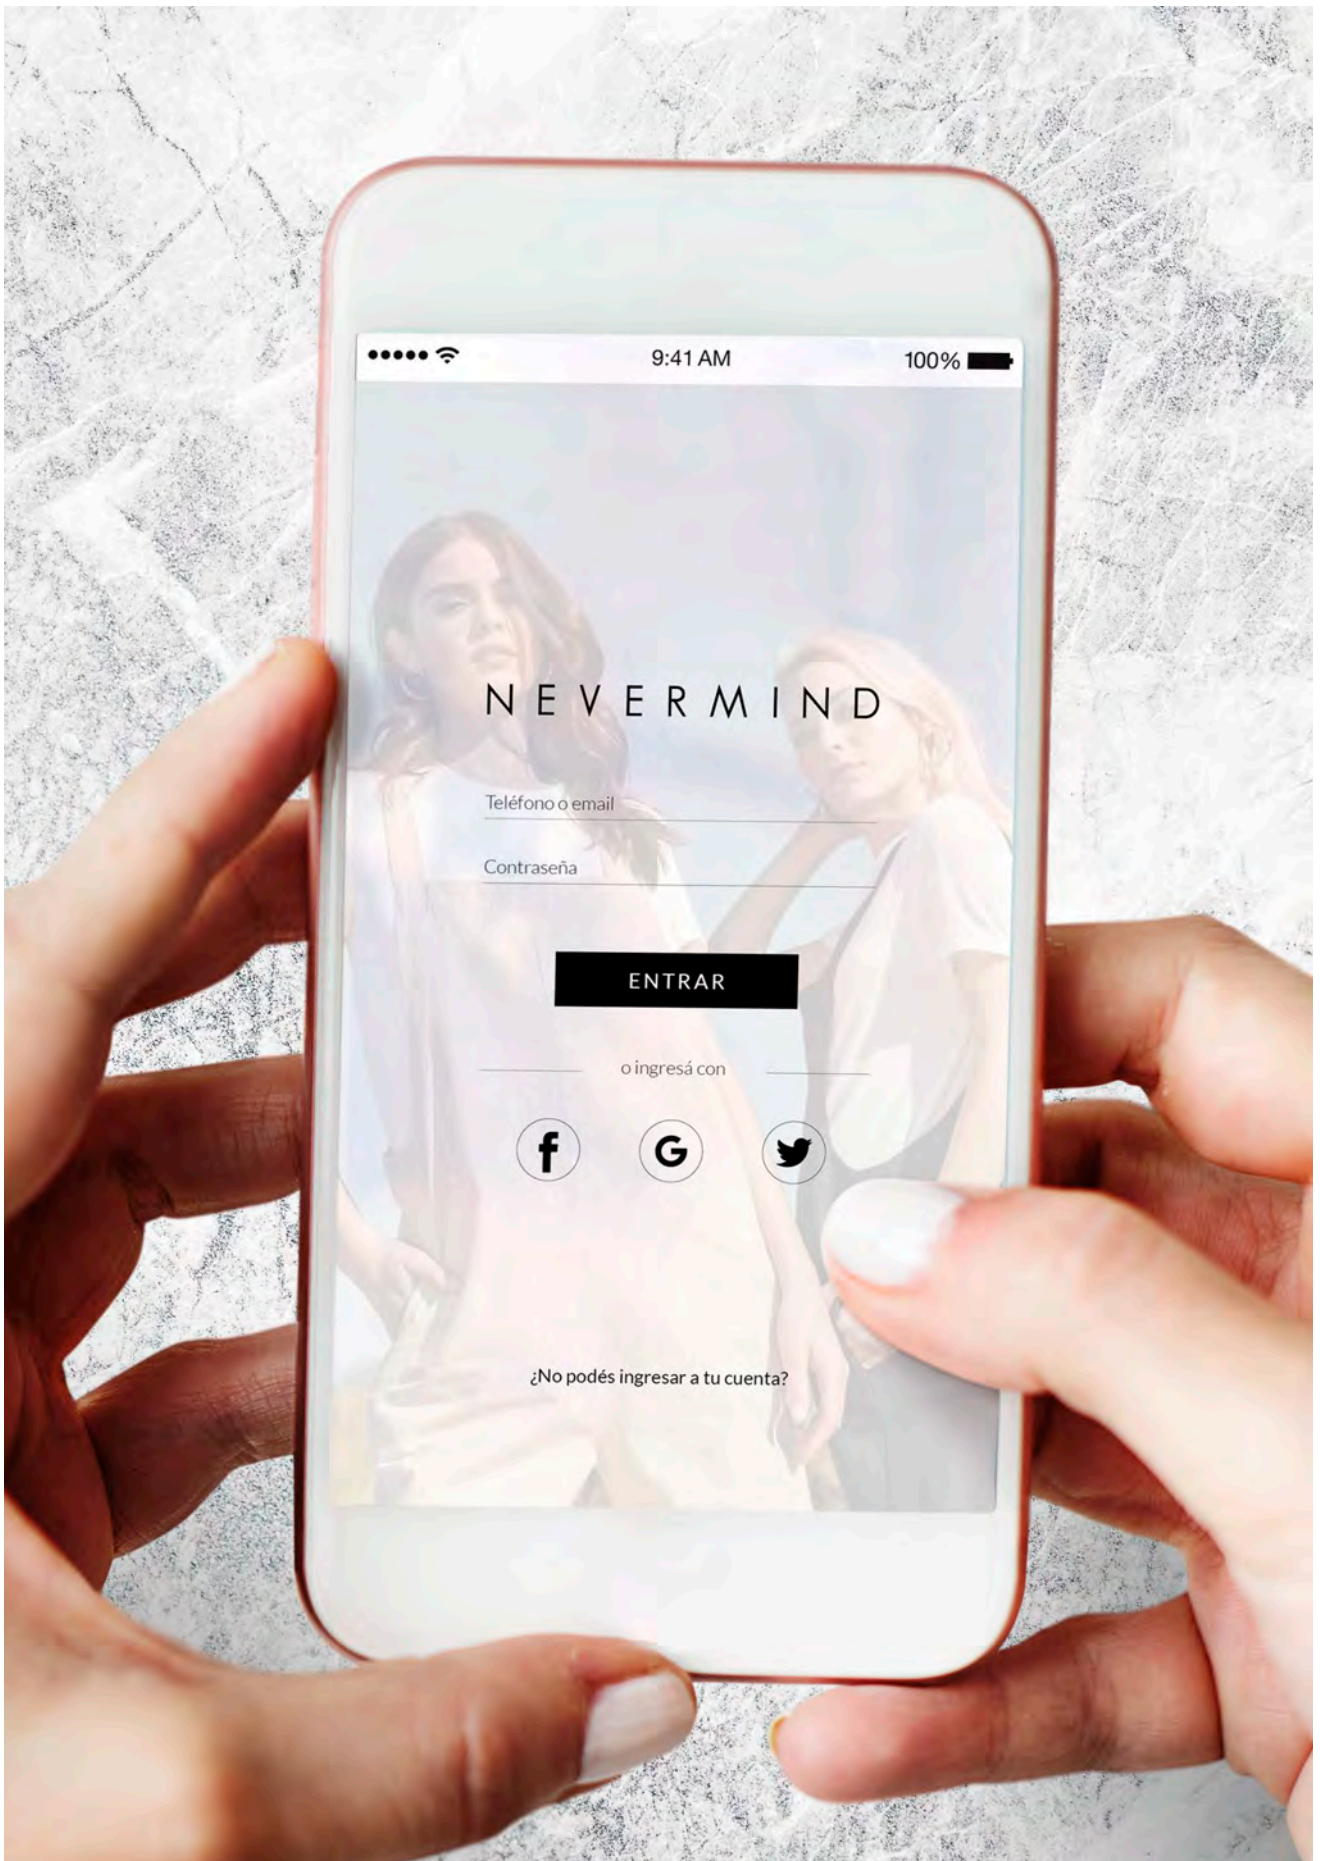 9:41 AM
100%
NEVERMIND
Teléfono o email
Contraseña
ENTRAR
o ingresá con
f
G
¿No podés ingresar a tu cuenta?